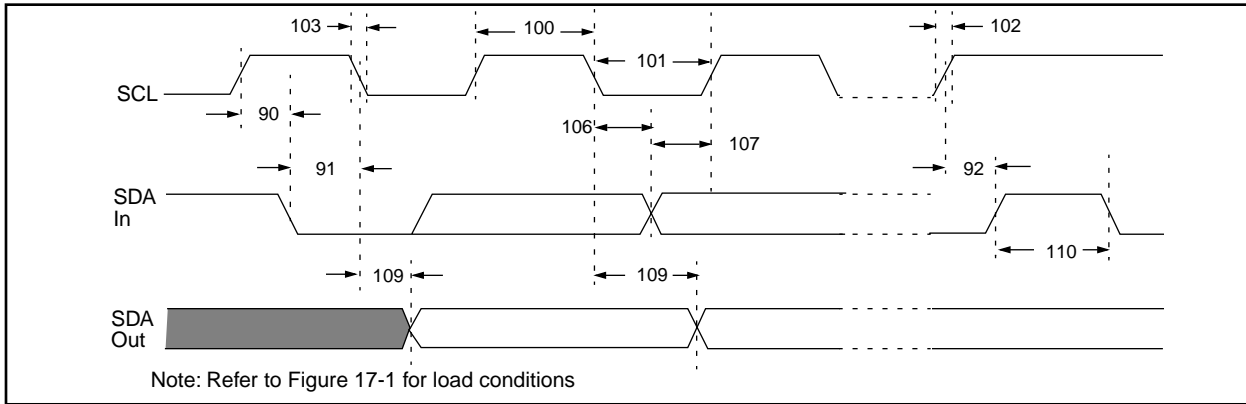 103
100
101
102
SCL
90
106
107
91
92
SDA
In
109
109
110
SDA
Out
Note: Refer to Figure 17-1 for load conditions